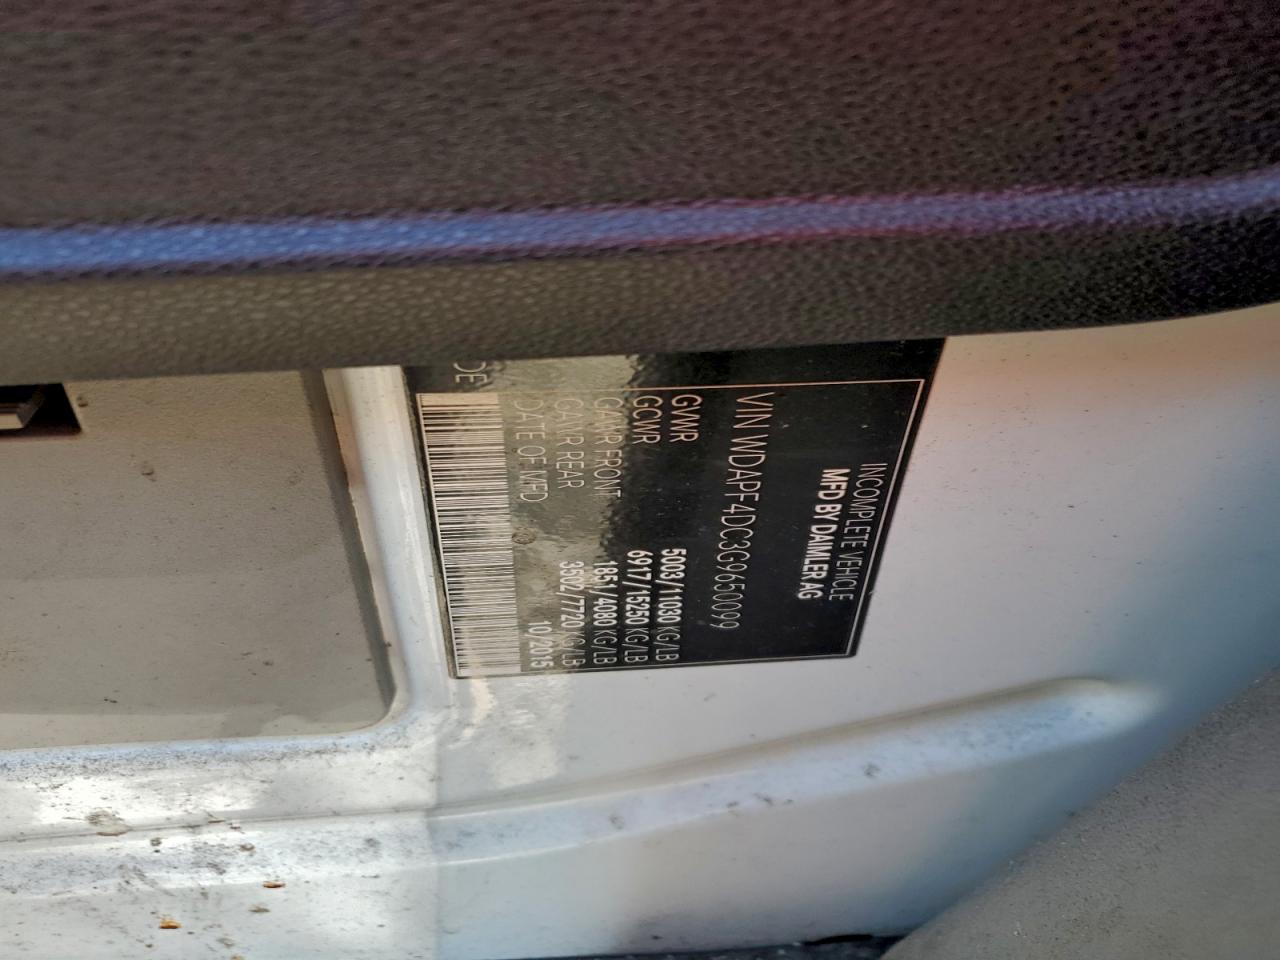 INCOMPLETE VEHICLE
MFD BY DAIMLER AG
VIN WDAPF4DC3G9650099
GVWR 5003/11030 KG/LB
GCWR 6917/15250 KG/LB
GAWR FRONT 1851/4080 KG/LB
GAWR REAR 3502/7720 KG/LB
DATE OF MFD 10/2015
DE